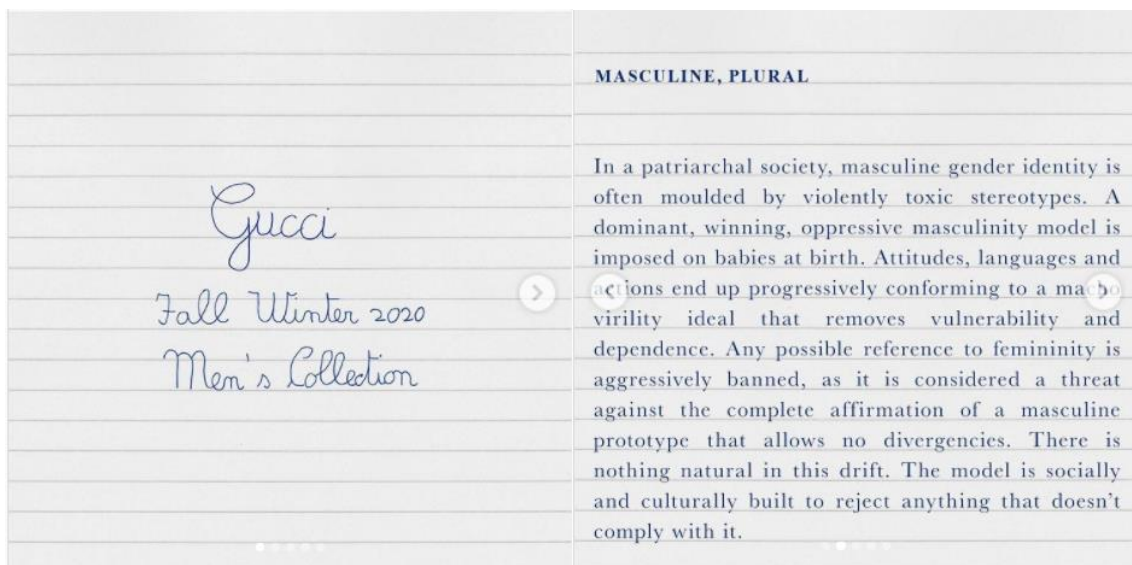 Gucci
Fall Winter 2020
Men's Collection
MASCULINE, PLURAL
In a patriarchal society, masculine gender identity is
often moulded by violently toxic stereotypes. A
dominant, winning, oppressive masculinity model is
imposed on babies at birth. Attitudes, languages and
actions end up progressively conforming to a macho
virility ideal that removes vulnerability and
dependence. Any possible reference to femininity is
aggressively banned, as it is considered a threat
against the complete affirmation of a masculine
prototype that allows no divergencies. There is
nothing natural in this drift. The model is socially
and culturally built to reject anything that doesn't
comply with it.